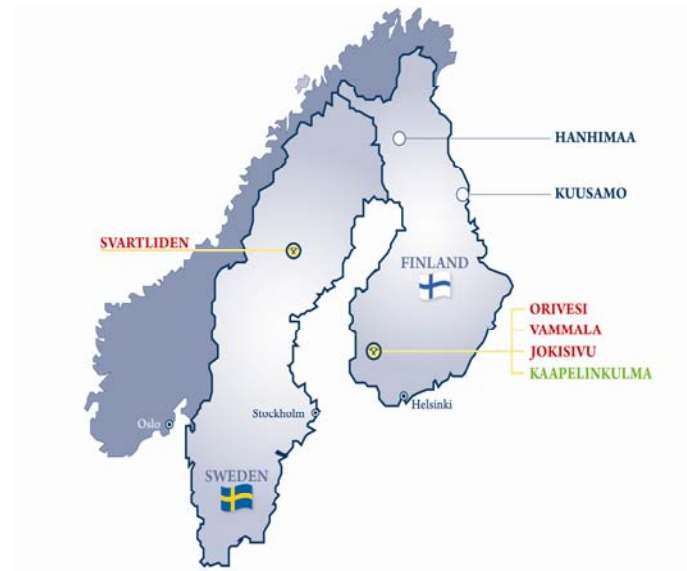 HANHIMAA
KUUSAMO
SVARTLIDEN
FINLAND
ORIVESI
VAMMALA
JOKISIVU
KAAPELINKULMA
Helsinki
Stockholm
Oslo
SWEDEN